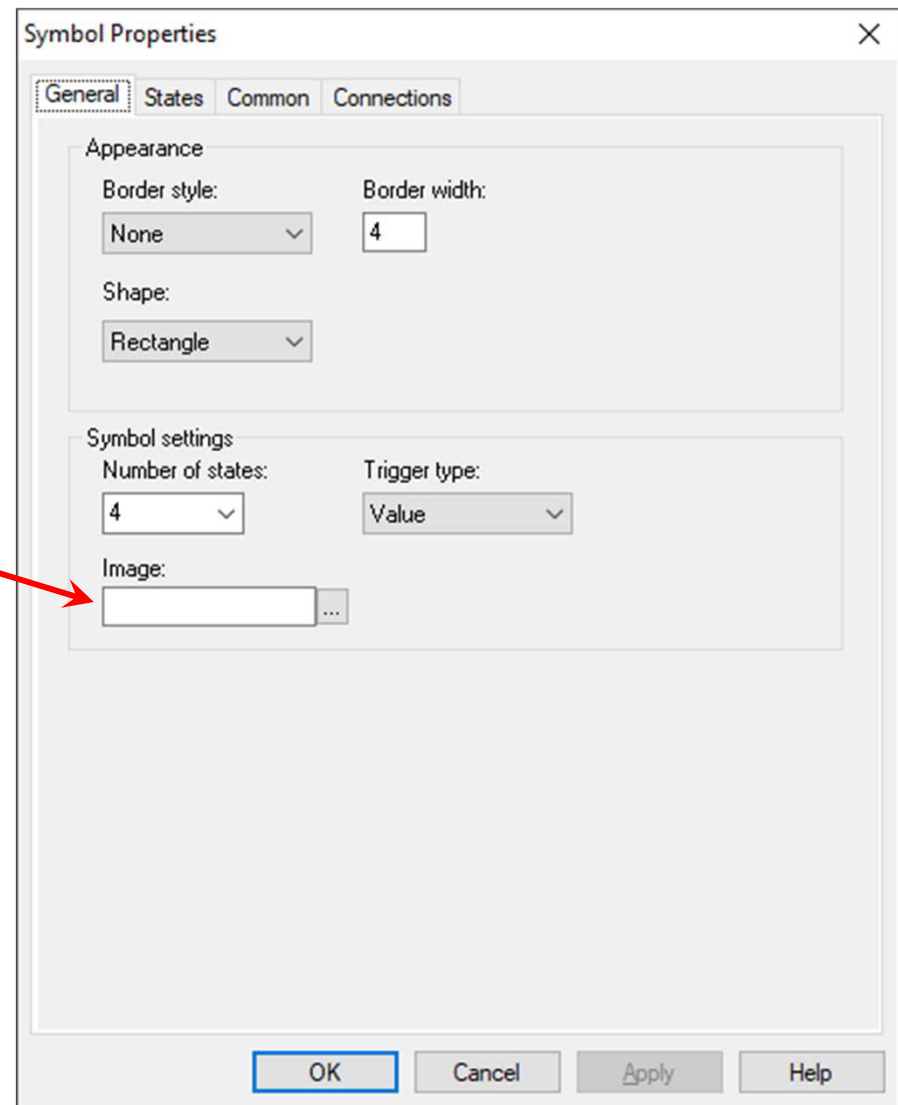 Symbol Properties
General States Common Connections
Appearance
Border style: Border width:
None 4
Shape:
Rectangle
Symbol settings
Number of states: Trigger type:
4 Value
Image:
...
OK Cancel Apply Help